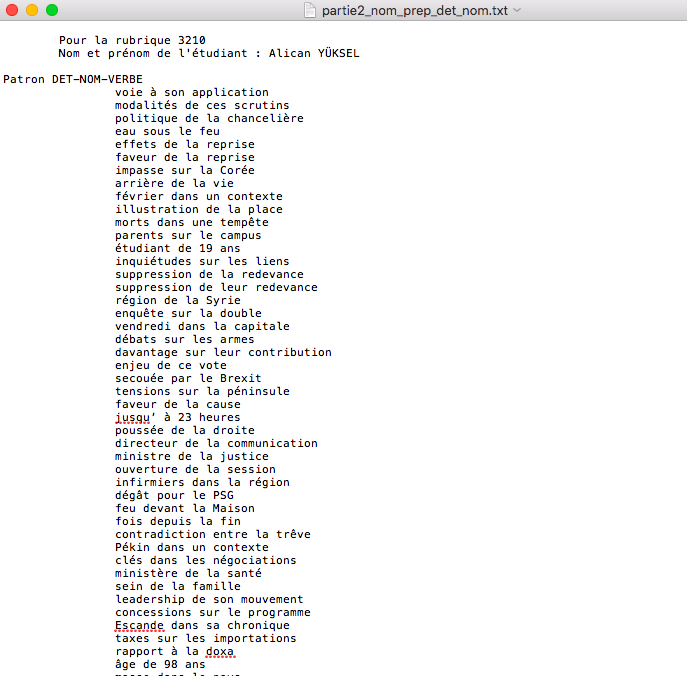 partie2_nom_prep_det_nom.txt
Pour la rubrique 3210
Nom et prénom de l'étudiant : Alican YÜKSEL
Patron DET-NOM-VERBE
voie à son application
modalités de ces scrutins
politique de la chancelière
eau sous le feu
effets de la reprise
faveur de la reprise
impasse sur la Corée
arrière de la vie
février dans un contexte
illustration de la place
morts dans une tempête
parents sur le campus
étudiant de 19 ans
inquiétudes sur les liens
suppression de la redevance
suppression de leur redevance
région de la Syrie
enquête sur la double
vendredi dans la capitale
débats sur les armes
davantage sur leur contribution
enjeu de ce vote
secouée par le Brexit
tensions sur la péninsule
faveur de la cause
jusqu’ à 23 heures
poussée de la droite
directeur de la communication
ministre de la justice
ouverture de la session
infirmiers dans la région
dégât pour le PSG
feu devant la Maison
fois depuis la fin
contradiction entre la trêve
Pékin dans un contexte
clés dans les négociations
ministère de la santé
sein de la famille
leadership de son mouvement
concessions sur le programme
Escande dans sa chronique
taxes sur les importations
rapport à la doxa
âge de 98 ans